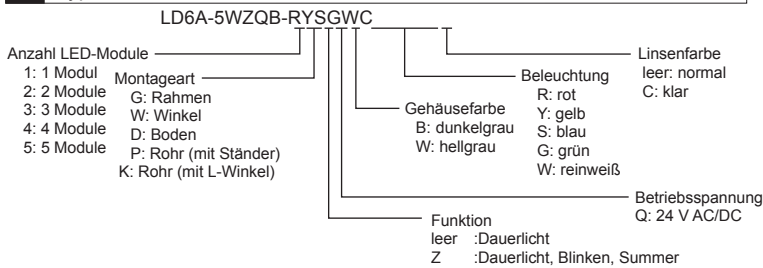 LD6A-5WZQB-RYSGWC
Anzahl LED-Module
1: 1 Modul
2: 2 Module
3: 3 Module
4: 4 Module
5: 5 Module
Montageart
G: Rahmen
W: Winkel
D: Boden
P: Rohr (mit Ständer)
K: Rohr (mit L-Winkel)
Gehäusefarbe
B: dunkelgrau
W: hellgrau
Beleuchtung
R: rot
Y: gelb
S: blau
G: grün
W: reinweiß
Linsenfarbe
leer: normal
C: klar
Betriebsspannung
Q: 24 V AC/DC
Funktion
leer :Dauerlicht
Z :Dauerlicht, Blinken, Summer